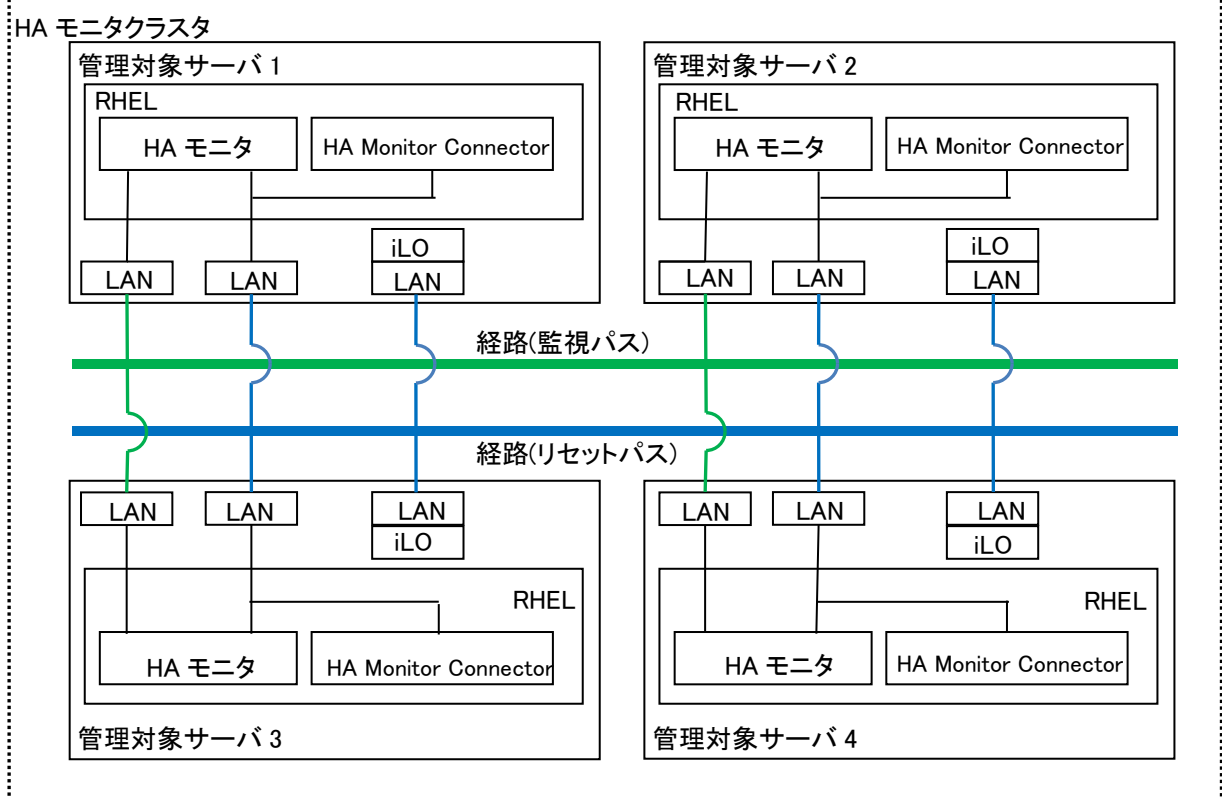 HA モニタクラスタ
管理対象サーバ 1
RHEL
HA モニタ
HA Monitor Connector
iLO
LAN
LAN
LAN
管理対象サーバ 2
RHEL
HA モニタ
HA Monitor Connector
iLO
LAN
LAN
LAN
経路(監視パス)
経路(リセットパス)
LAN
LAN
LAN
iLO
RHEL
HA モニタ
HA Monitor Connector
管理対象サーバ 3
LAN
LAN
LAN
iLO
RHEL
HA モニタ
HA Monitor Connector
管理対象サーバ 4